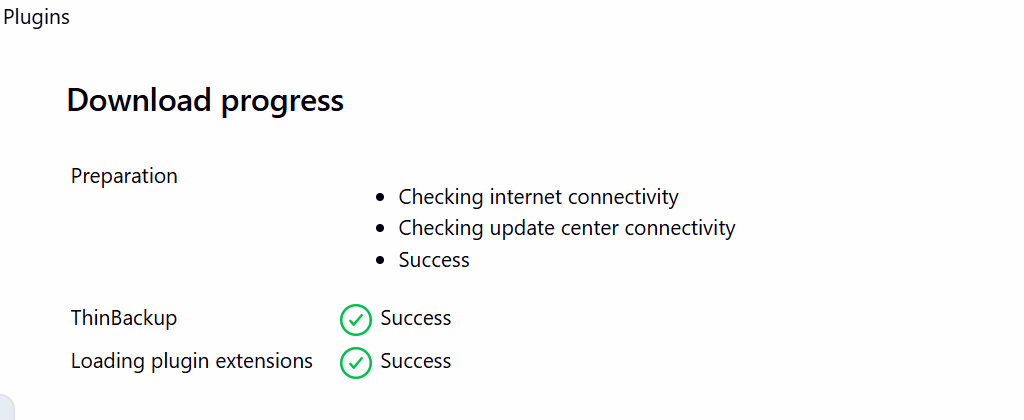 Plugins
Download progress
Preparation
Checking internet connectivity
Checking update center connectivity
Success
ThinBackup Success
Loading plugin extensions Success